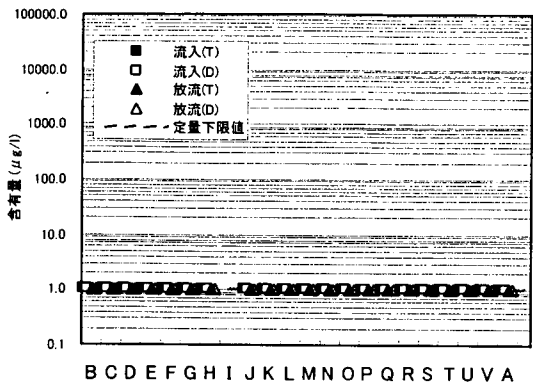 100000.0
10000.0
1000.0
100.0
10.0
1.0
0.1
含有量(μg/l)
流入(T)
流入(D)
放流(T)
放流(D)
定量下限値
B C D E F G H I J K L M N O P Q R S T U V A